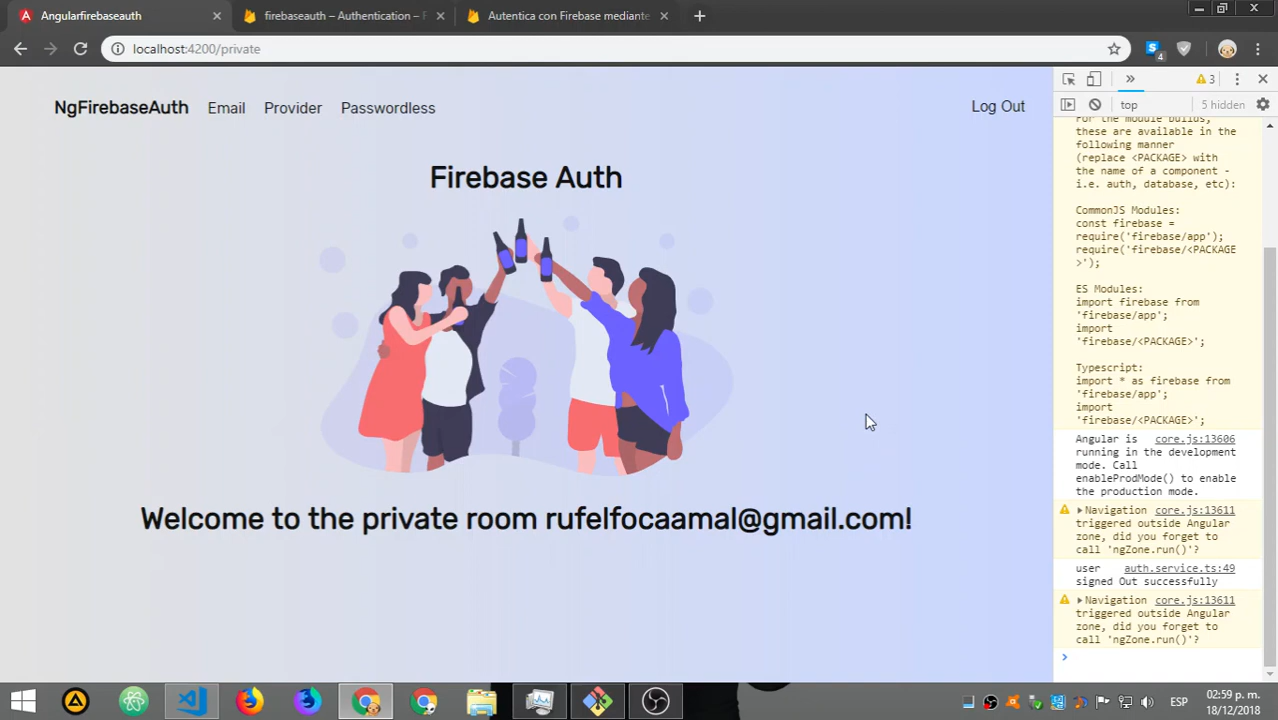 Angularfirebaseauth
firebaseauth – Authentication – F
Autentica con Firebase mediante
localhost:4200/private
4
NgFirebaseAuth Email Provider Passwordless Log Out
Firebase Auth
Welcome to the private room rufelfocaamal@gmail.com!
3
top 5 hidden
For the module builds,
these are available in the
following manner
(replace <PACKAGE> with
the name of a component -
i.e. auth, database, etc):
CommonJS Modules:
const firebase =
require('firebase/app');
require('firebase/<PACKAGE
>');
ES Modules:
import firebase from
'firebase/app';
import
'firebase/<PACKAGE>';
Typescript:
import * as firebase from
'firebase/app';
import
'firebase/<PACKAGE>';
Angular is core.js:13606
running in the development
mode. Call
enableProdMode() to enable
the production mode.
Navigation core.js:13611
triggered outside Angular
zone, did you forget to
call 'ngZone.run()'?
user auth.service.ts:49
signed Out successfully
Navigation core.js:13611
triggered outside Angular
zone, did you forget to
call 'ngZone.run()'?
ESP
02:59 p. m.
18/12/2018